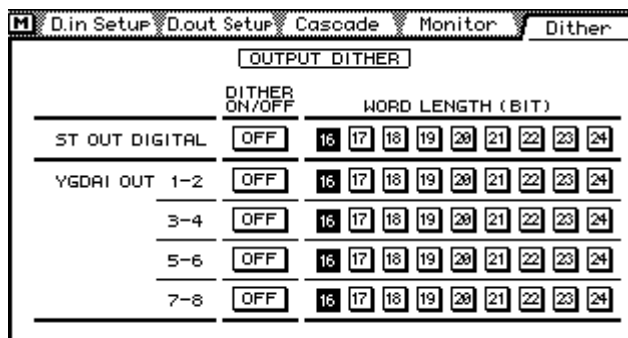 M D.in Setup D.out Setup Cascade Monitor Dither
OUTPUT DITHER
DITHER
ON/OFF WORD LENGTH (BIT)
ST OUT DIGITAL OFF 16 17 18 19 20 21 22 23 24
YGDAI OUT 1-2 OFF 16 17 18 19 20 21 22 23 24
3-4 OFF 16 17 18 19 20 21 22 23 24
5-6 OFF 16 17 18 19 20 21 22 23 24
7-8 OFF 16 17 18 19 20 21 22 23 24